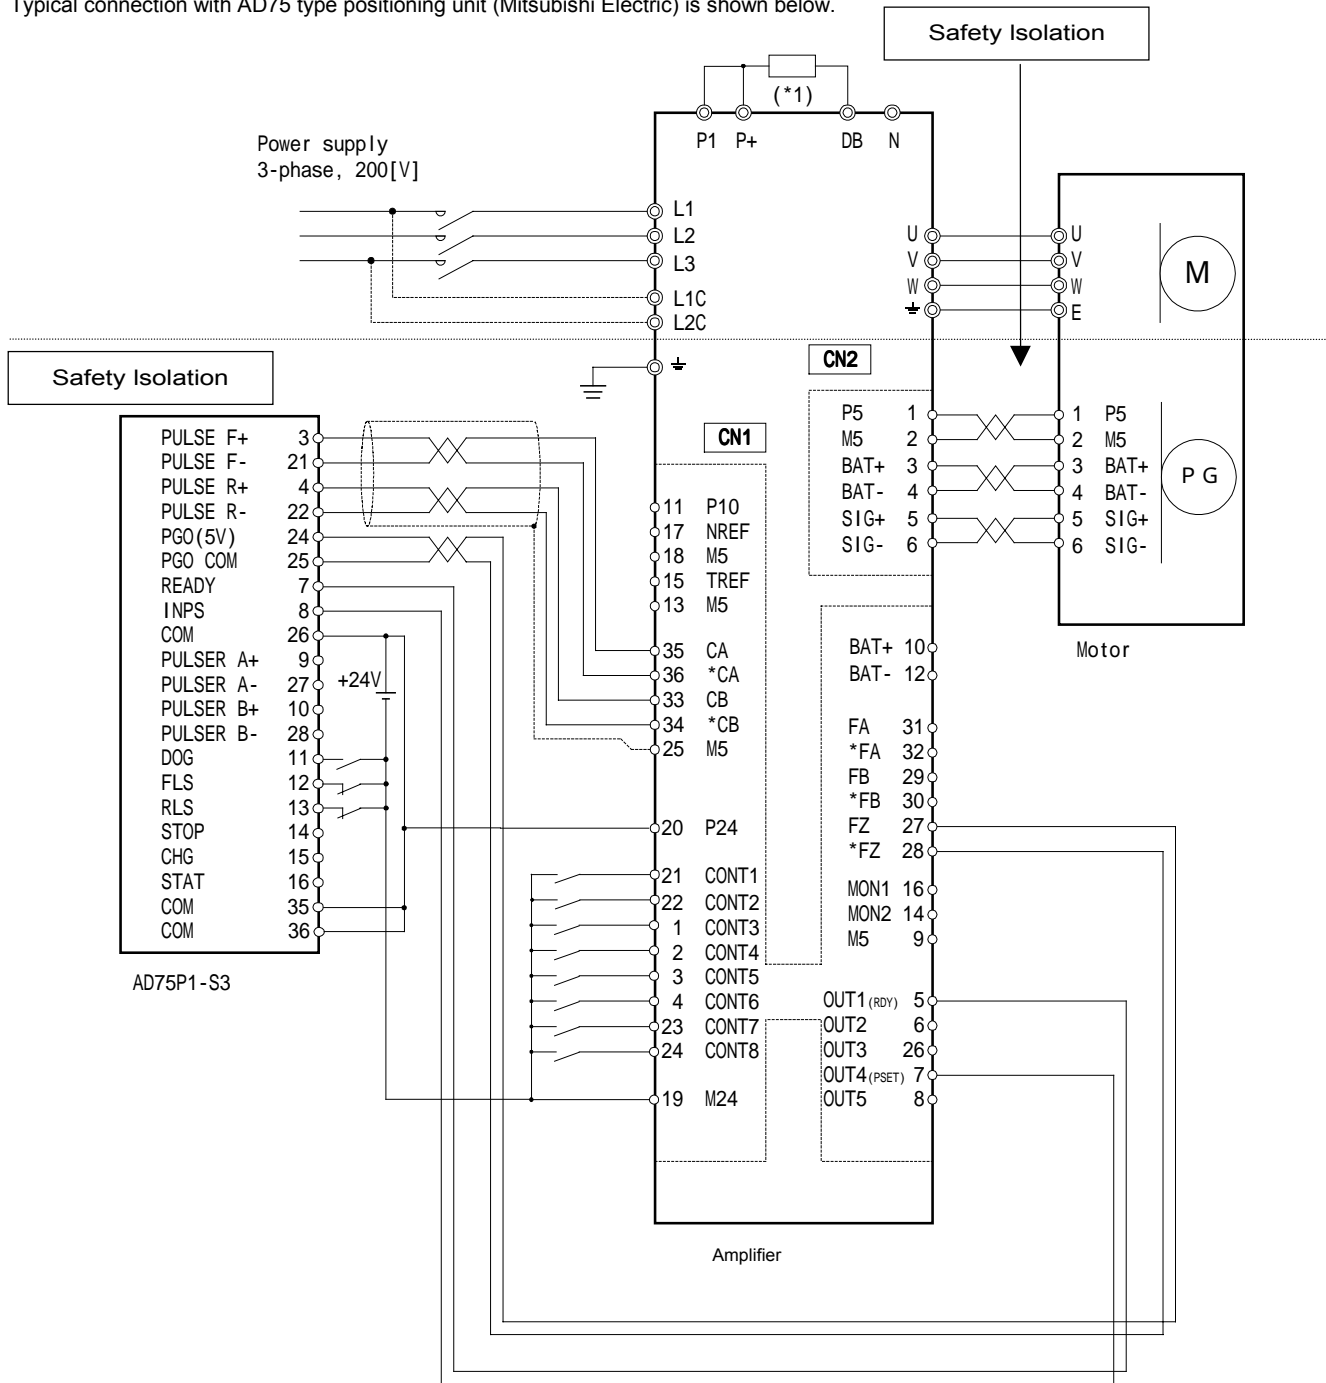 Typical connection with AD75 type positioning unit (Mitsubishi Electric) is shown below.
Safety Isolation
(*1)
P1 P+ DB N
Power supply
3-phase, 200[V]
L1
L2
L3
L1C
L2C
U
V
W
U
V
W
E
M
Safety Isolation
CN2
CN1
PULSE F+ 3
PULSE F- 21
PULSE R+ 4
PULSE R- 22
PGO(5V) 24
PGO COM 25
READY 7
INPS 8
COM 26
PULSER A+ 9
PULSER A- 27
PULSER B+ 10
PULSER B- 28
DOG 11
FLS 12
RLS 13
STOP 14
CHG 15
STAT 16
COM 35
COM 36
AD75P1-S3
+24V
11 P10
17 NREF
18 M5
15 TREF
13 M5
35 CA
36 *CA
33 CB
34 *CB
25 M5
20 P24
21 CONT1
22 CONT2
1 CONT3
2 CONT4
3 CONT5
4 CONT6
23 CONT7
24 CONT8
19 M24
P5 1
M5 2
BAT+ 3
BAT- 4
SIG+ 5
SIG- 6
1 P5
2 M5
3 BAT+
4 BAT-
5 SIG+
6 SIG-
P G
Motor
BAT+ 10
BAT- 12
FA 31
*FA 32
FB 29
*FB 30
FZ 27
*FZ 28
MON1 16
MON2 14
M5 9
OUT1(RDY) 5
OUT2 6
OUT3 26
OUT4(PSET) 7
OUT5 8
Amplifier